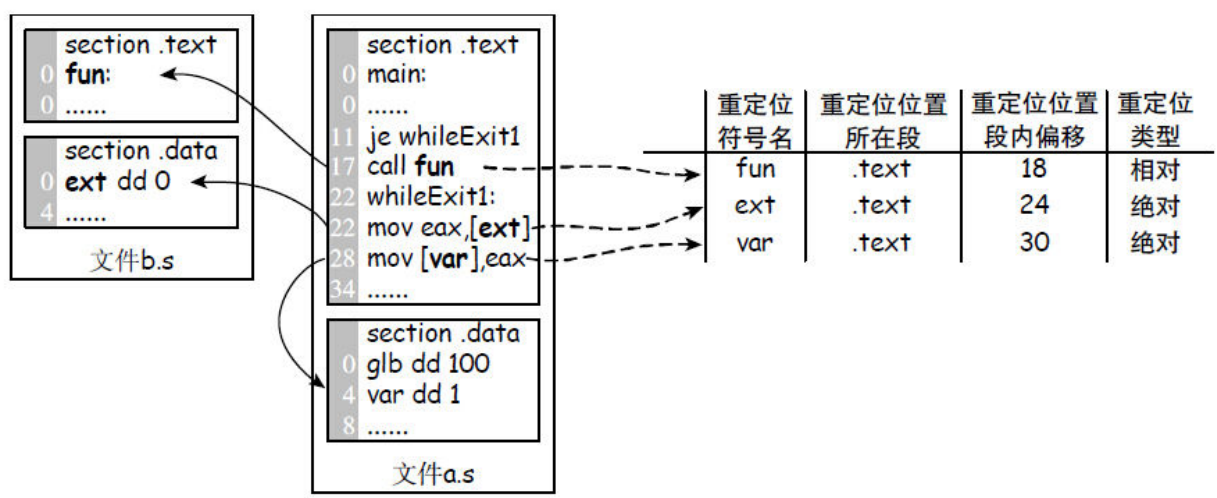 section .text
0 fun:
0 ......
section .data
0 ext dd 0
4 ......
文件b.s
section .text
0 main:
0 ......
11 je whileExit1
17 call fun
22 whileExit1:
22 mov eax,[ext]
28 mov [var],eax
34 ......
section .data
0 glb dd 100
4 var dd 1
8 ......
文件a.s
重定位 重定位位置 重定位位置 重定位
符号名 所在段 段内偏移 类型
fun .text 18 相对
ext .text 24 绝对
var .text 30 绝对